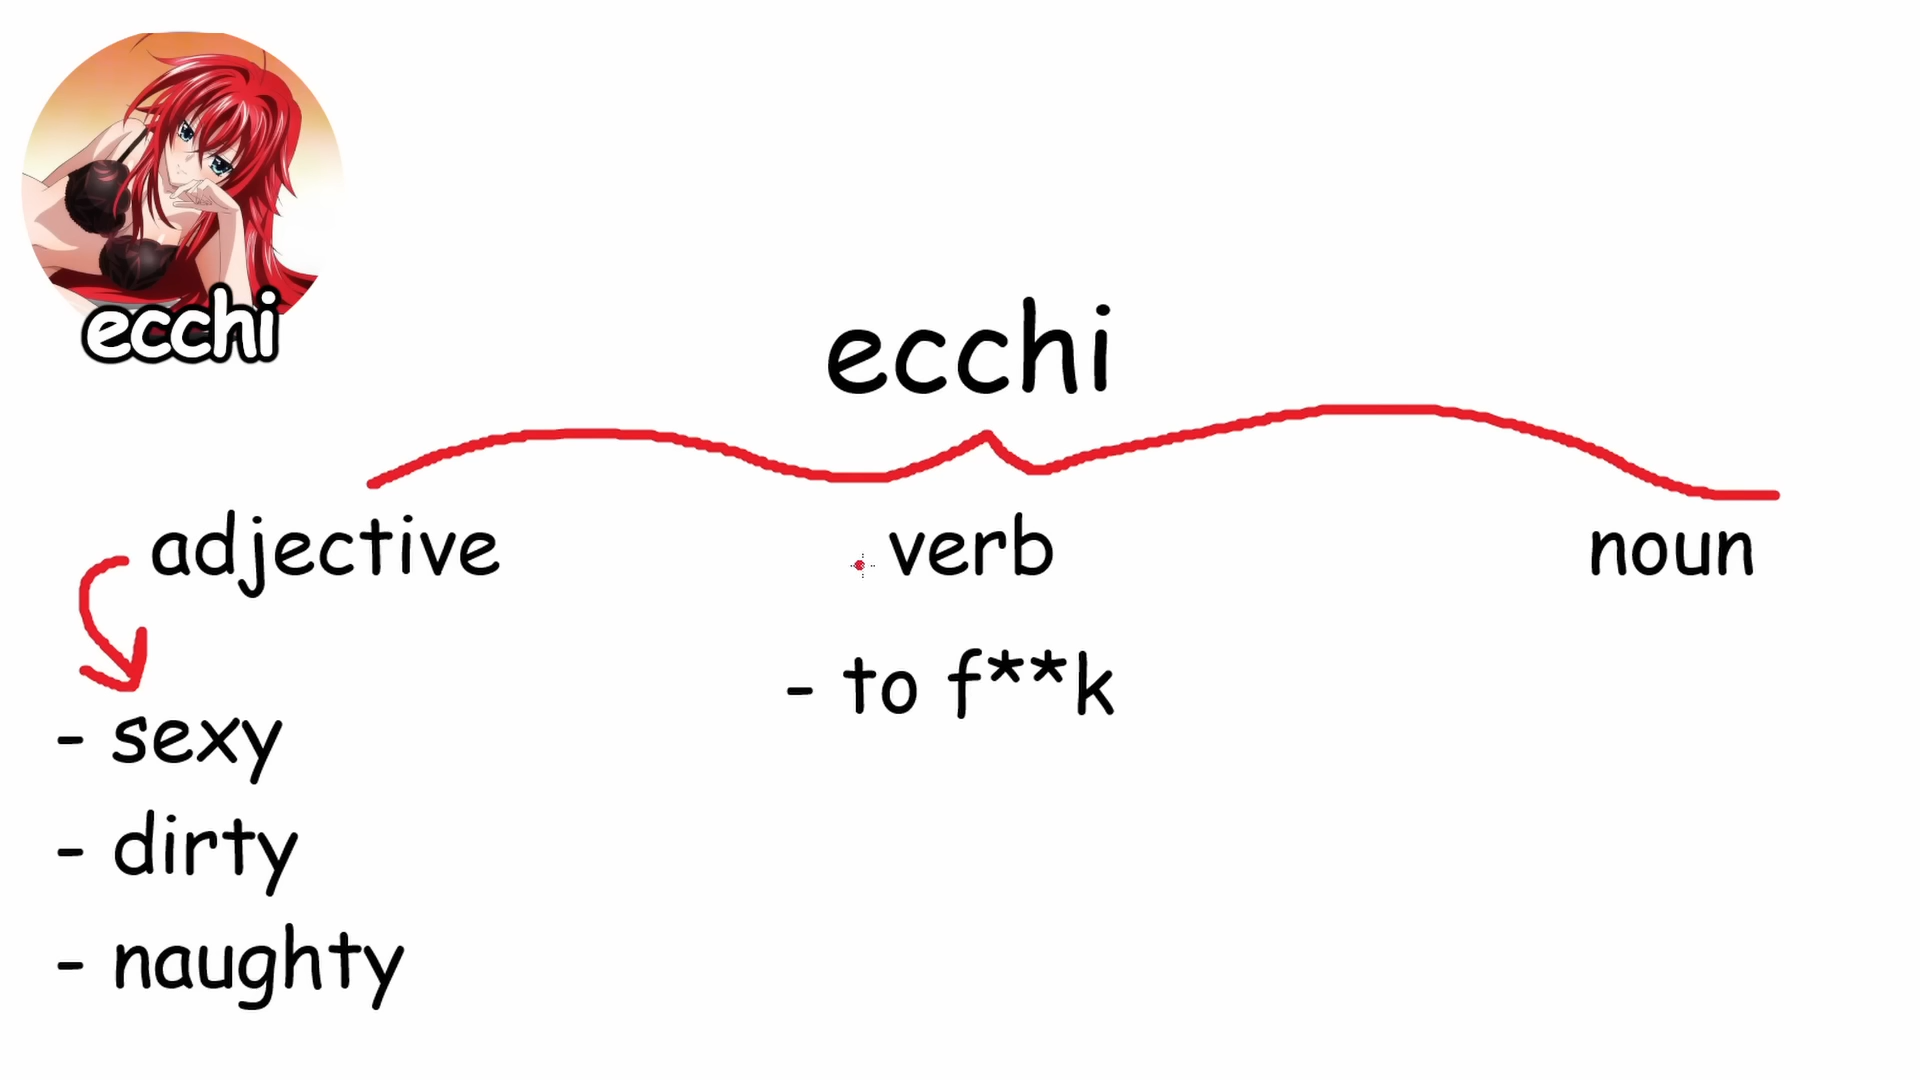 ecchi
ecchi
adjective verb noun
- to f**k
- sexy
- dirty
- naughty